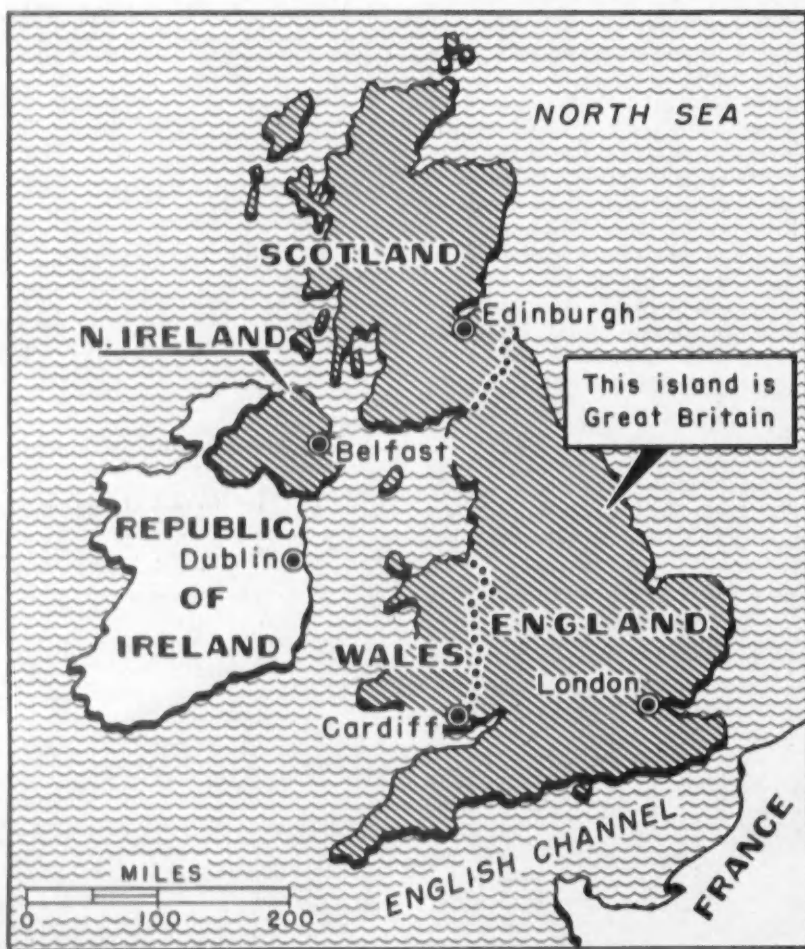 NORTH SEA
SCOTLAND
Edinburgh
N. IRELAND
This island is
Great Britain
Belfast
REPUBLIC
Dublin
OF
IRELAND
WALES
ENGLAND
London
Cardiff
ENGLISH CHANNEL
FRANCE
MILES
0 100 200